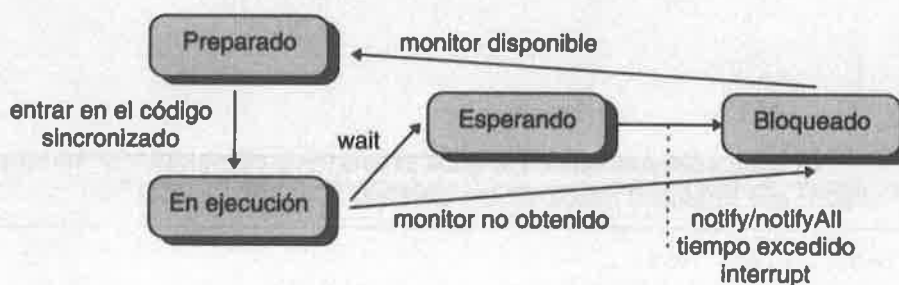 Preparado
monitor disponible
entrar en el código
sincronizado
wait
Esperando
Bloqueado
En ejecución
monitor no obtenido
notify/notifyAll
tiempo excedido
interrupt